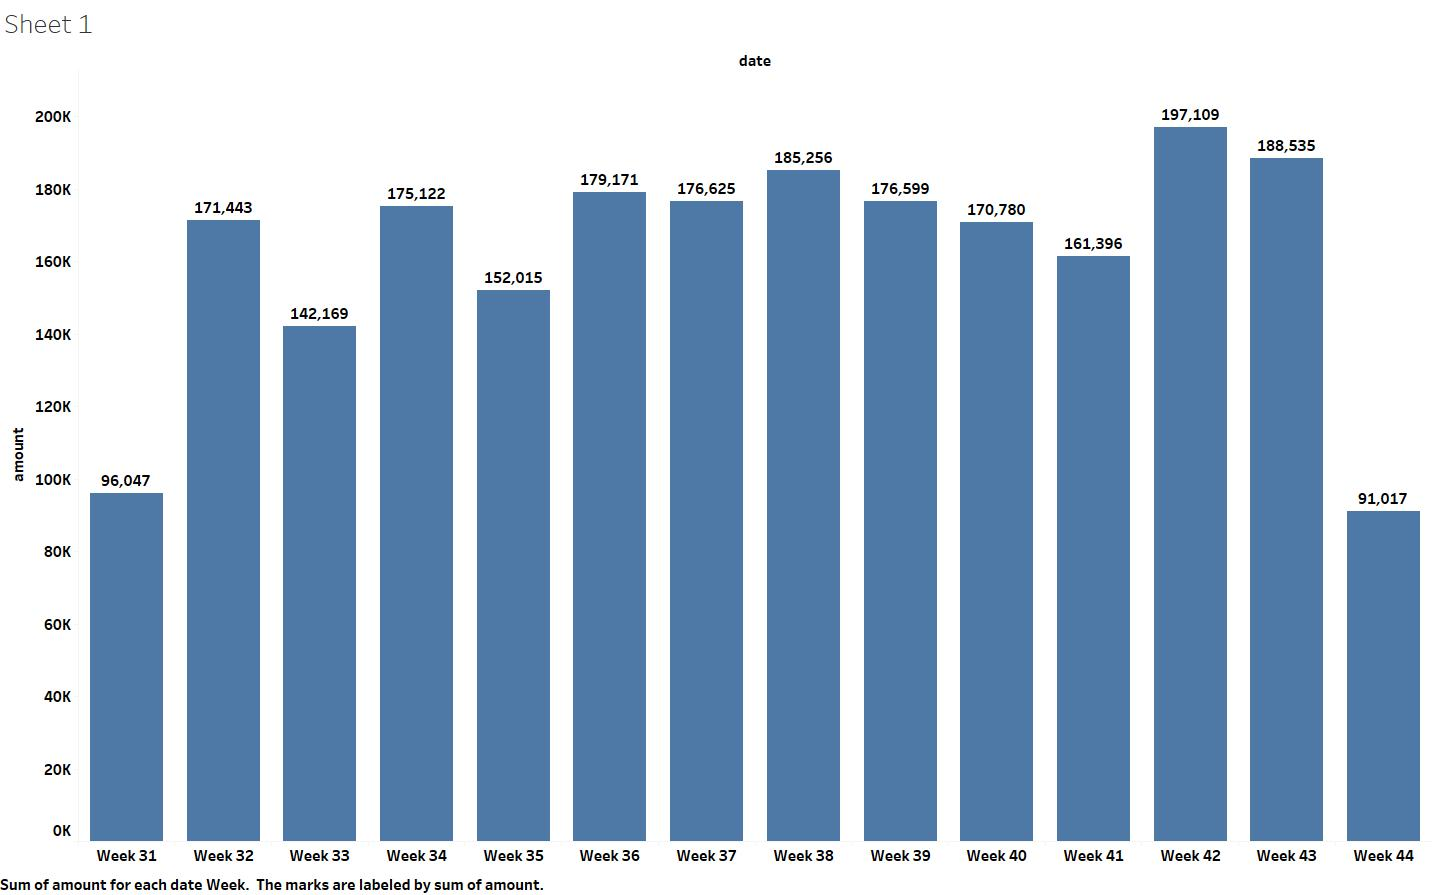 Sheet 1
date
amount
200K
180K
160K
140K
120K
100K
80K
60K
40K
20K
0K
96,047
171,443
142,169
175,122
152,015
179,171
176,625
185,256
176,599
170,780
161,396
197,109
188,535
91,017
Week 31
Week 32
Week 33
Week 34
Week 35
Week 36
Week 37
Week 38
Week 39
Week 40
Week 41
Week 42
Week 43
Week 44
Sum of amount for each date Week.  The marks are labeled by sum of amount.